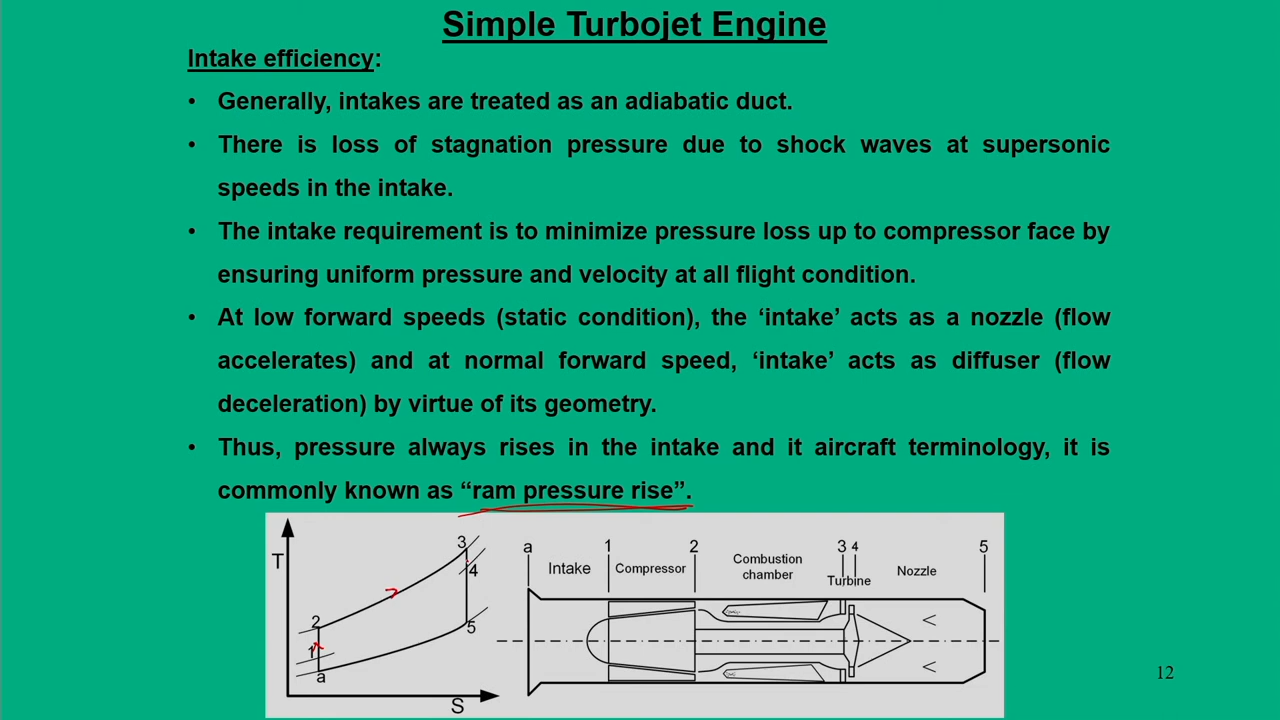 Simple Turbojet Engine
Intake efficiency:
• Generally, intakes are treated as an adiabatic duct.
• There is loss of stagnation pressure due to shock waves at supersonic
speeds in the intake.
• The intake requirement is to minimize pressure loss up to compressor face by
ensuring uniform pressure and velocity at all flight condition.
• At low forward speeds (static condition), the ‘intake’ acts as a nozzle (flow
accelerates) and at normal forward speed, ‘intake’ acts as diffuser (flow
deceleration) by virtue of its geometry.
• Thus, pressure always rises in the intake and it aircraft terminology, it is
commonly known as “ram pressure rise”.
T
3
4
2
5
1
a
S
a 1 2 3 4 5
Intake
Compressor
Combustion
chamber
Turbine
Nozzle
12